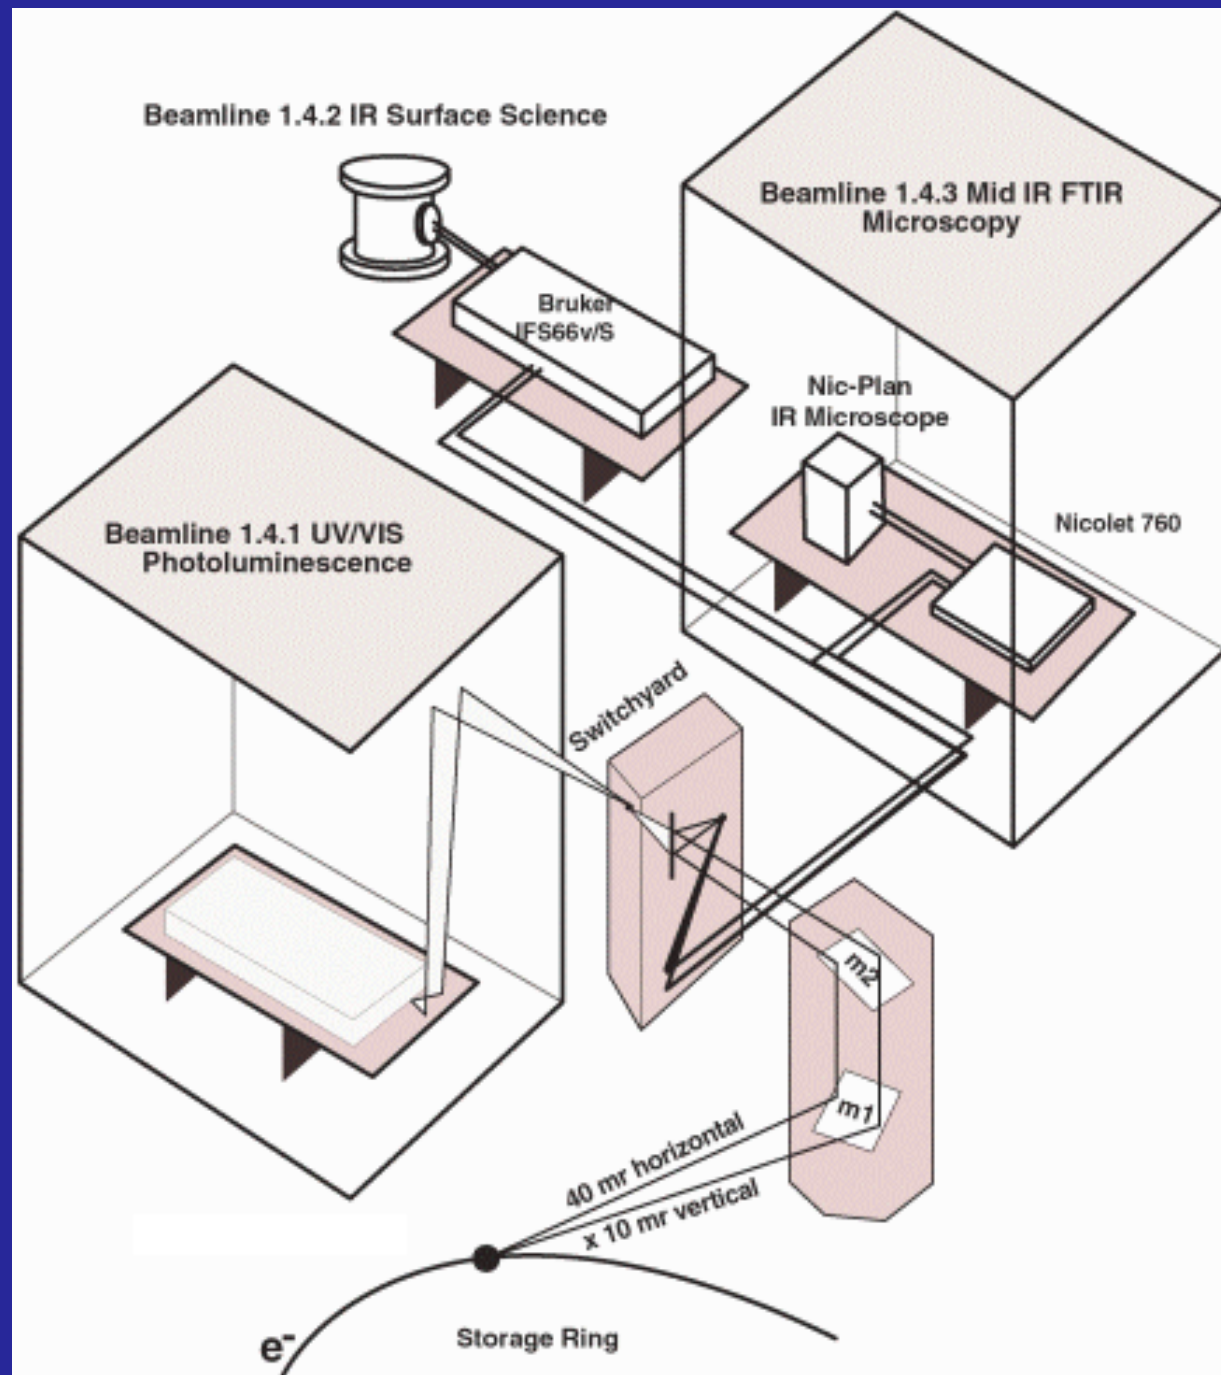 Beamline 1.4.2 IR Surface Science
Beamline 1.4.3 Mid IR FTIR
Microscopy
Bruker
IFS66v/S
Nic-Plan
IR Microscope
Nicolet 760
Beamline 1.4.1 UV/VIS
Photoluminescence
Switchyard
m2
m1
40 mr horizontal
x 10 mr vertical
e-
Storage Ring